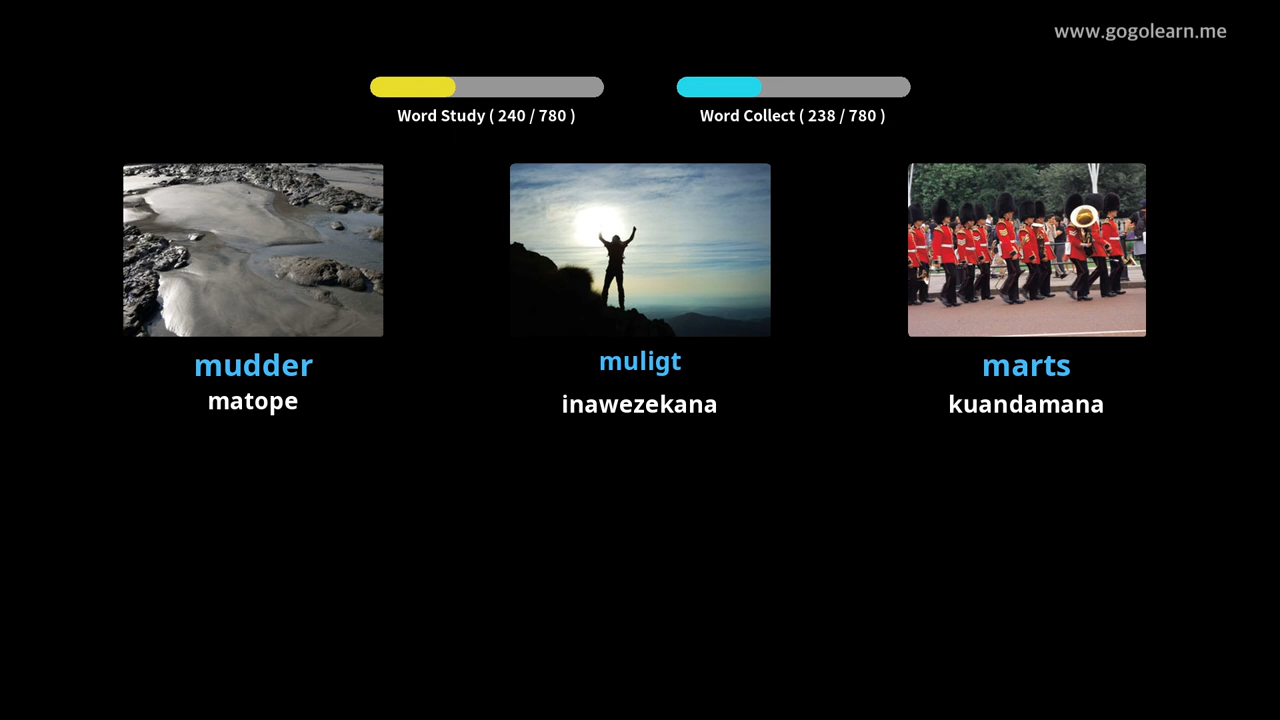 www.gogolearn.me
Word Study ( 240 / 780 )
Word Collect ( 238 / 780 )
mudder
matope
muligt
inawezekana
marts
kuandamana